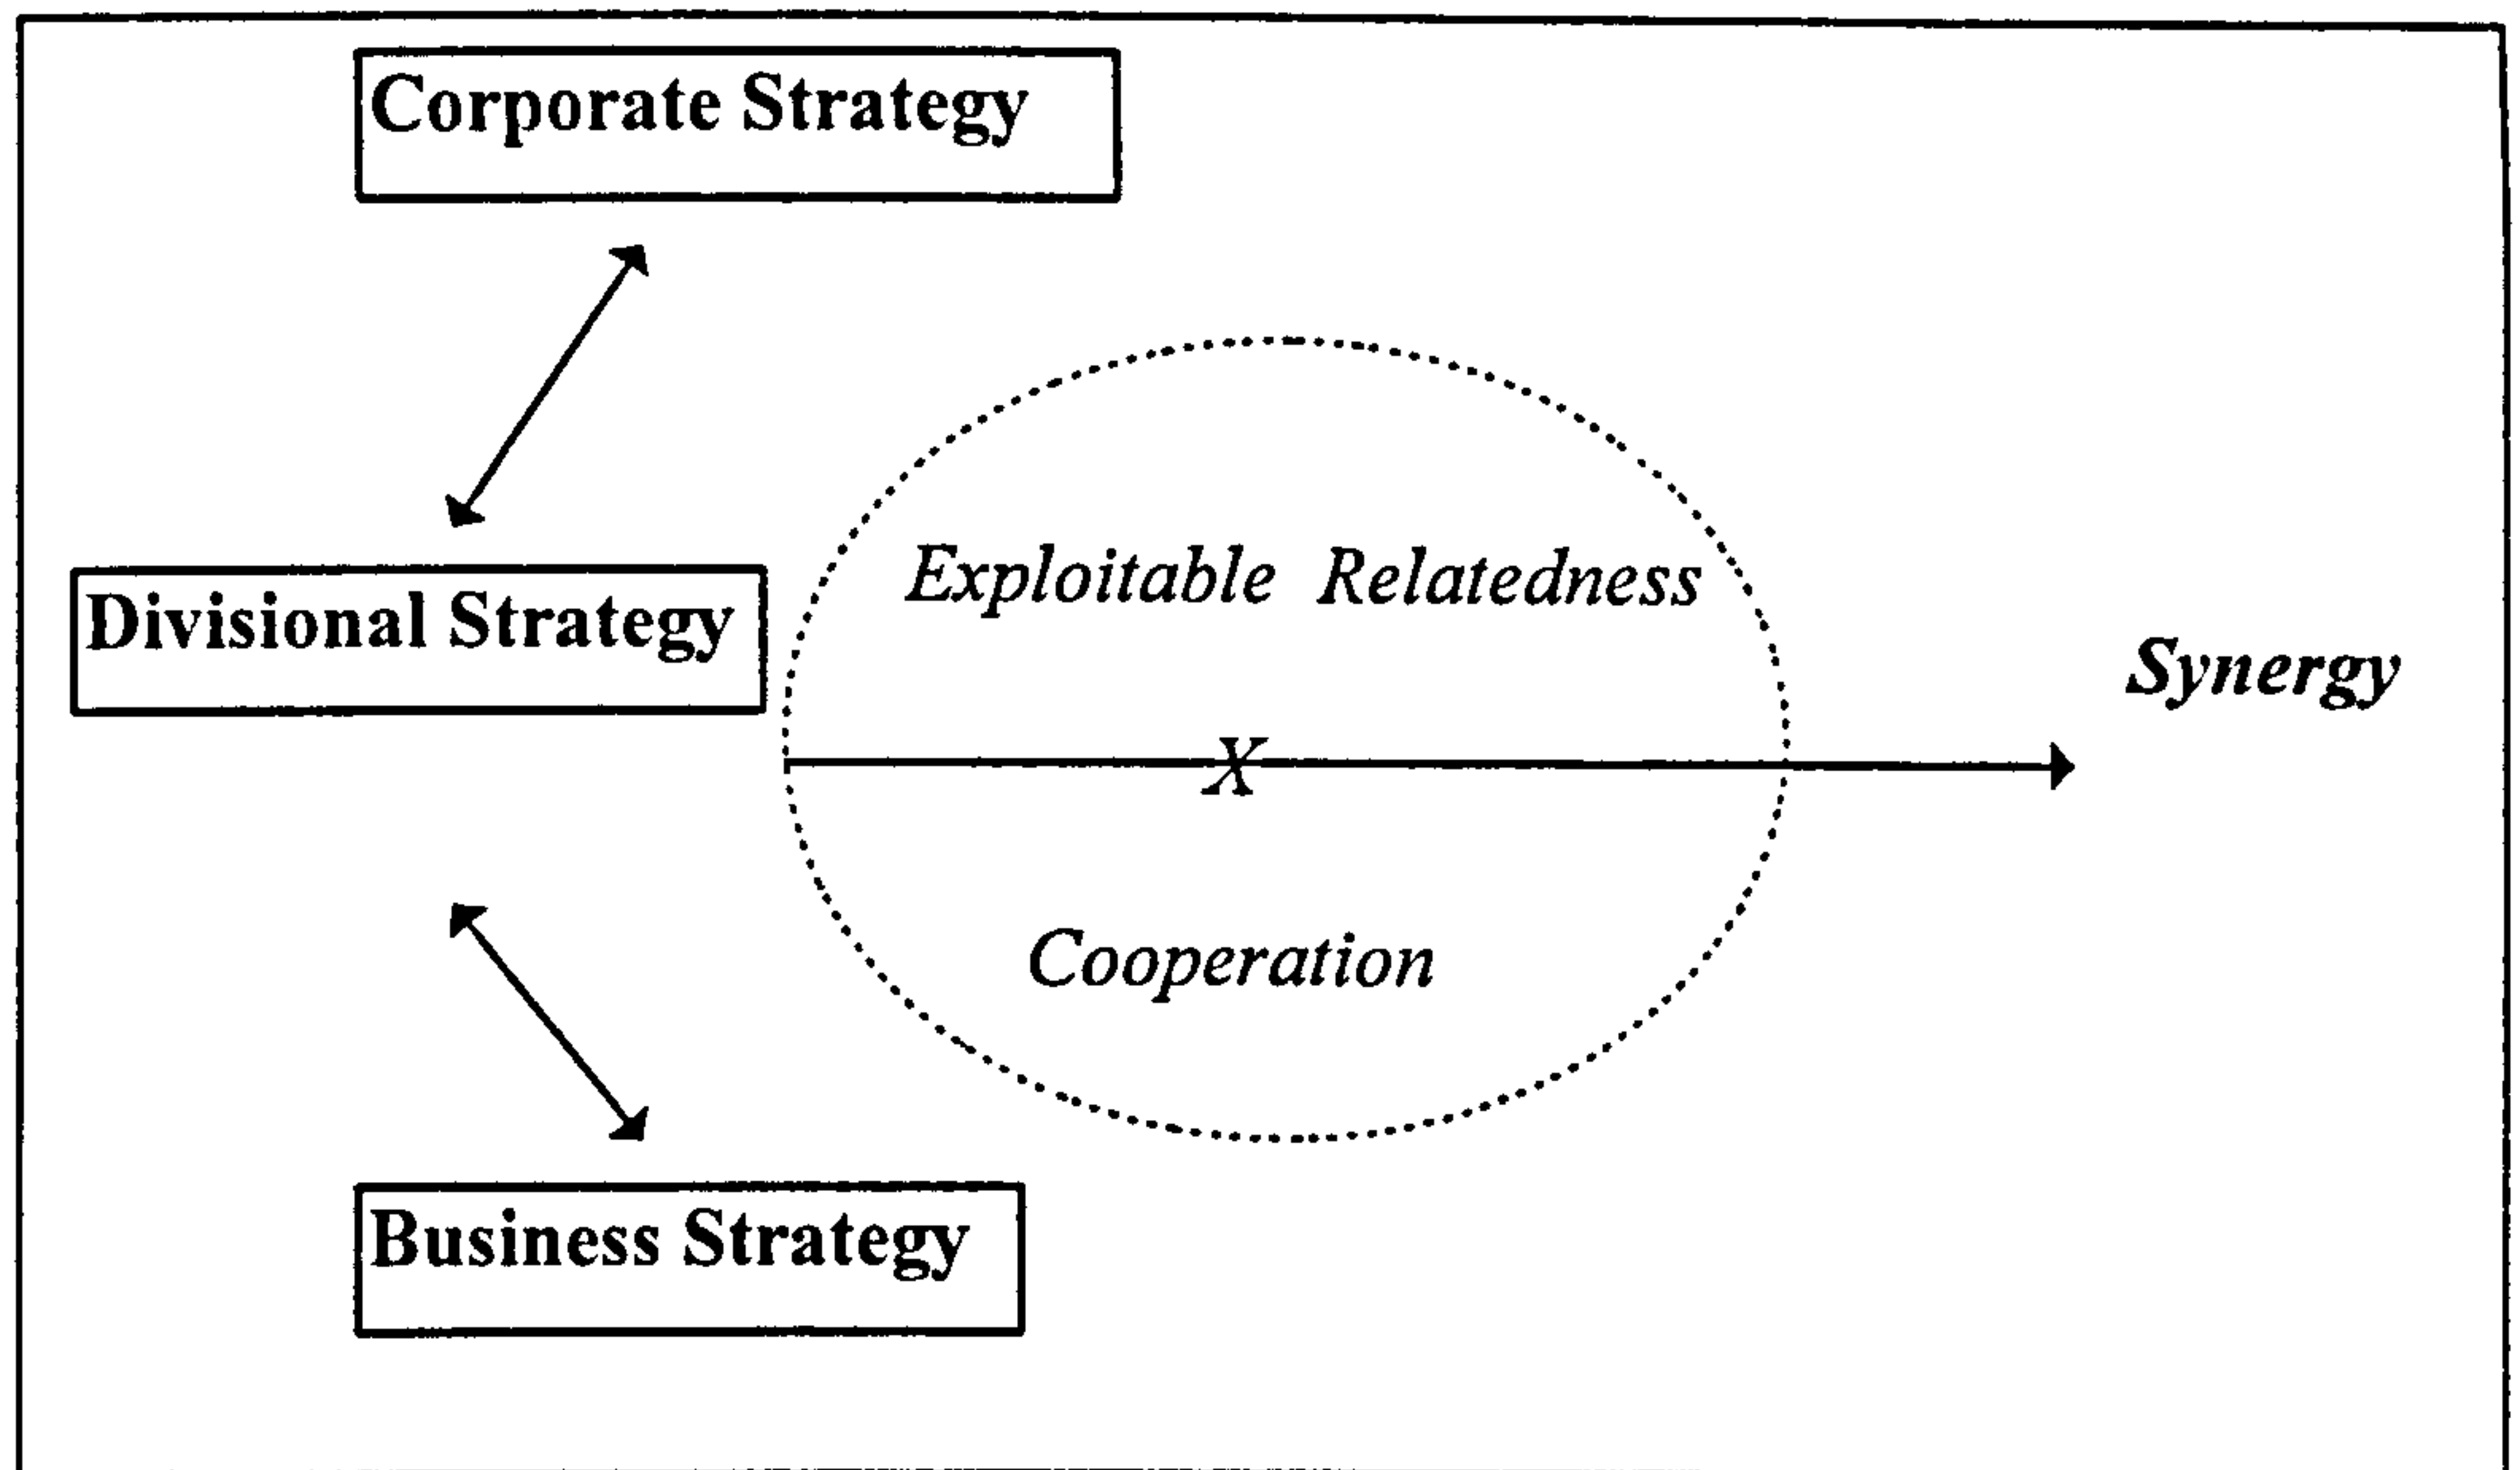 Corporate Strategy
Exploitable Relatedness
Divisional Strategy
Synergy
X
Cooperation
Business Strategy